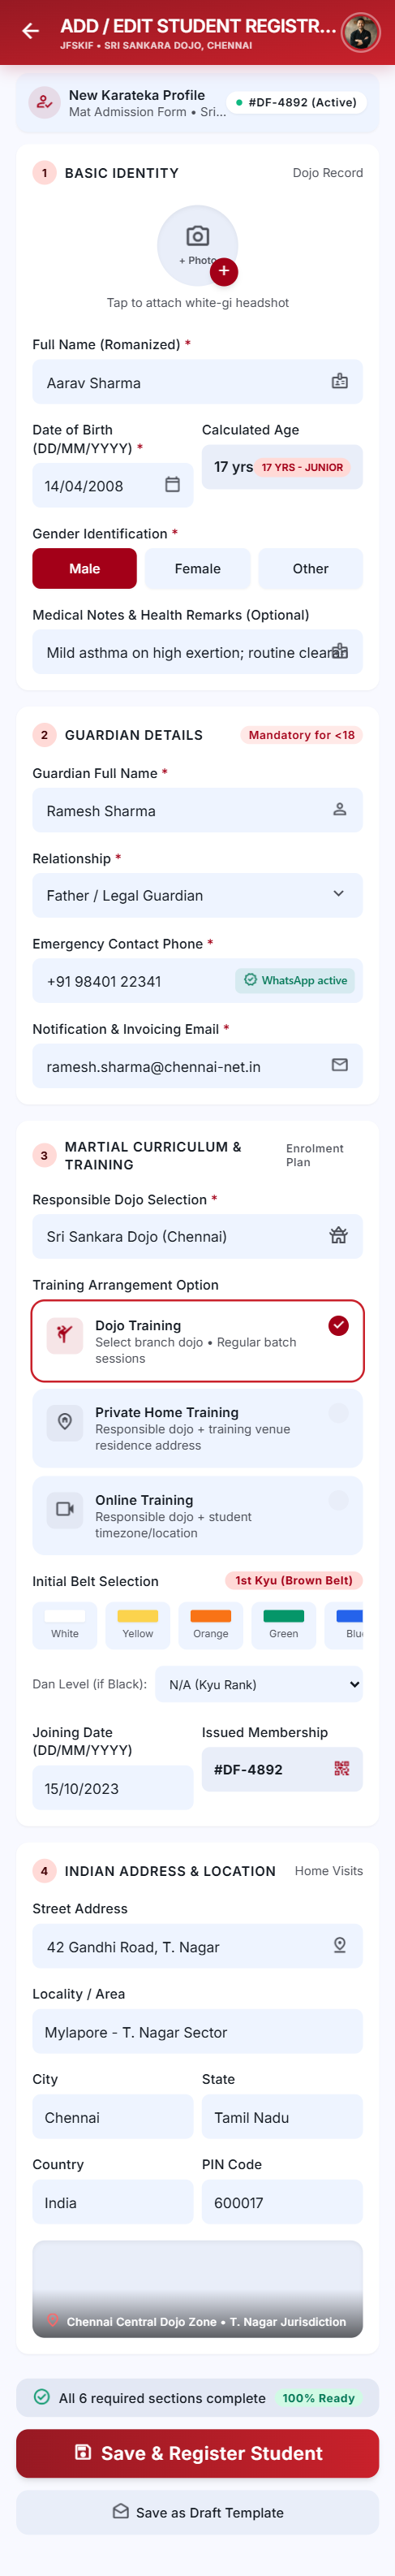 ADD / EDIT STUDENT REGISTR...
JFSKIF • SRI SANKARA DOJO, CHENNAI
New Karateka Profile
Mat Admission Form • Sri...
#DF-4892 (Active)
1 BASIC IDENTITY
Dojo Record
+ Photo
+
Tap to attach white-gi headshot
Full Name (Romanized) *
Aarav Sharma
Date of Birth
(DD/MM/YYYY) *
14/04/2008
Calculated Age
17 yrs
17 YRS - JUNIOR
Gender Identification *
Male
Female
Other
Medical Notes & Health Remarks (Optional)
Mild asthma on high exertion; routine clear
2 GUARDIAN DETAILS
Mandatory for <18
Guardian Full Name *
Ramesh Sharma
Relationship *
Father / Legal Guardian
Emergency Contact Phone *
+91 98401 22341
WhatsApp active
Notification & Invoicing Email *
ramesh.sharma@chennai-net.in
3 MARTIAL CURRICULUM &
TRAINING
Enrolment
Plan
Responsible Dojo Selection *
Sri Sankara Dojo (Chennai)
Training Arrangement Option
Dojo Training
Select branch dojo • Regular batch
sessions
Private Home Training
Responsible dojo + training venue
residence address
Online Training
Responsible dojo + student
timezone/location
Initial Belt Selection
1st Kyu (Brown Belt)
White
Yellow
Orange
Green
Blue
Dan Level (if Black):
N/A (Kyu Rank)
Joining Date
(DD/MM/YYYY)
15/10/2023
Issued Membership
#DF-4892
4 INDIAN ADDRESS & LOCATION
Home Visits
Street Address
42 Gandhi Road, T. Nagar
Locality / Area
Mylapore - T. Nagar Sector
City
Chennai
State
Tamil Nadu
Country
India
PIN Code
600017
Chennai Central Dojo Zone • T. Nagar Jurisdiction
All 6 required sections complete
100% Ready
Save & Register Student
Save as Draft Template